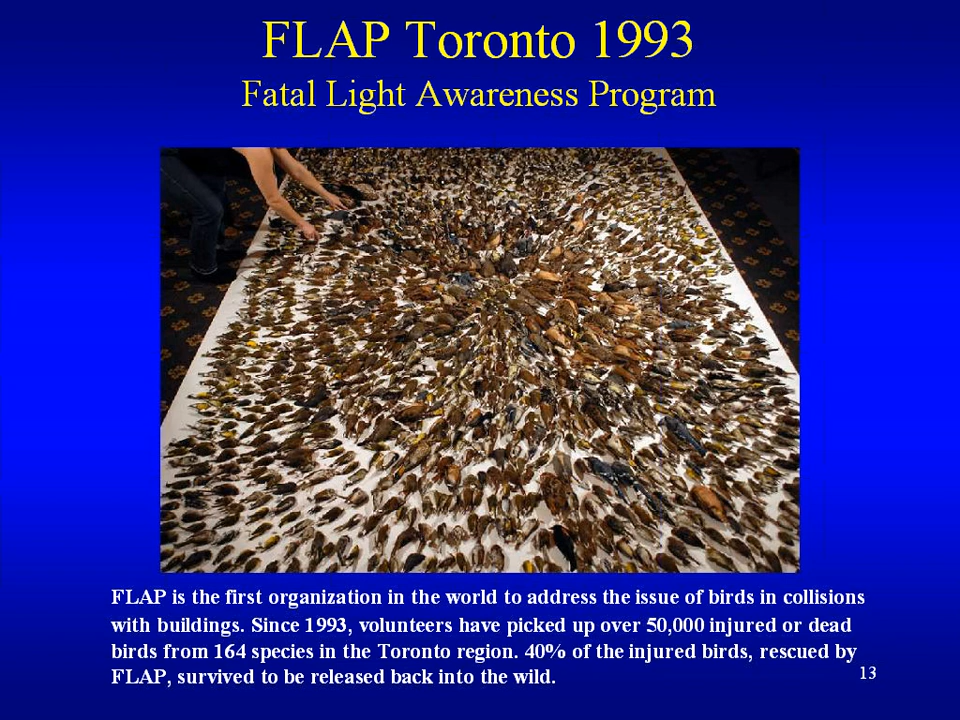 FLAP Toronto 1993
Fatal Light Awareness Program
FLAP is the first organization in the world to address the issue of birds in collisions
with buildings. Since 1993, volunteers have picked up over 50,000 injured or dead
birds from 164 species in the Toronto region. 40% of the injured birds, rescued by
FLAP, survived to be released back into the wild.
13